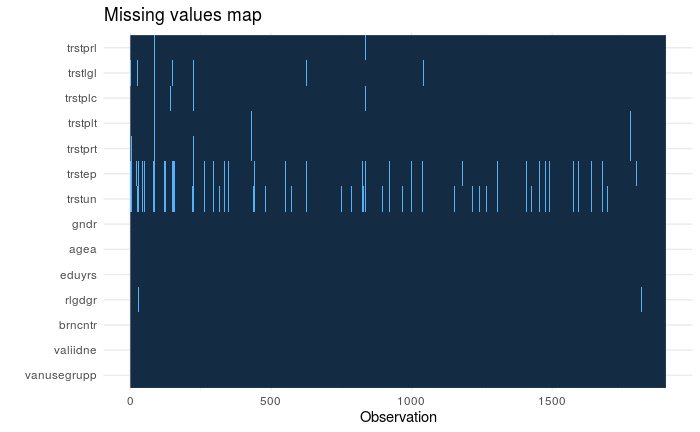 Missing values map
trstprl
trstlgl
trstplc
trstplt
trstprt
trstep
trstun
gndr
agea
eduyrs
rlgdgr
brncntr
valiidne
vanusegrupp
0 500 1000 1500
Observation